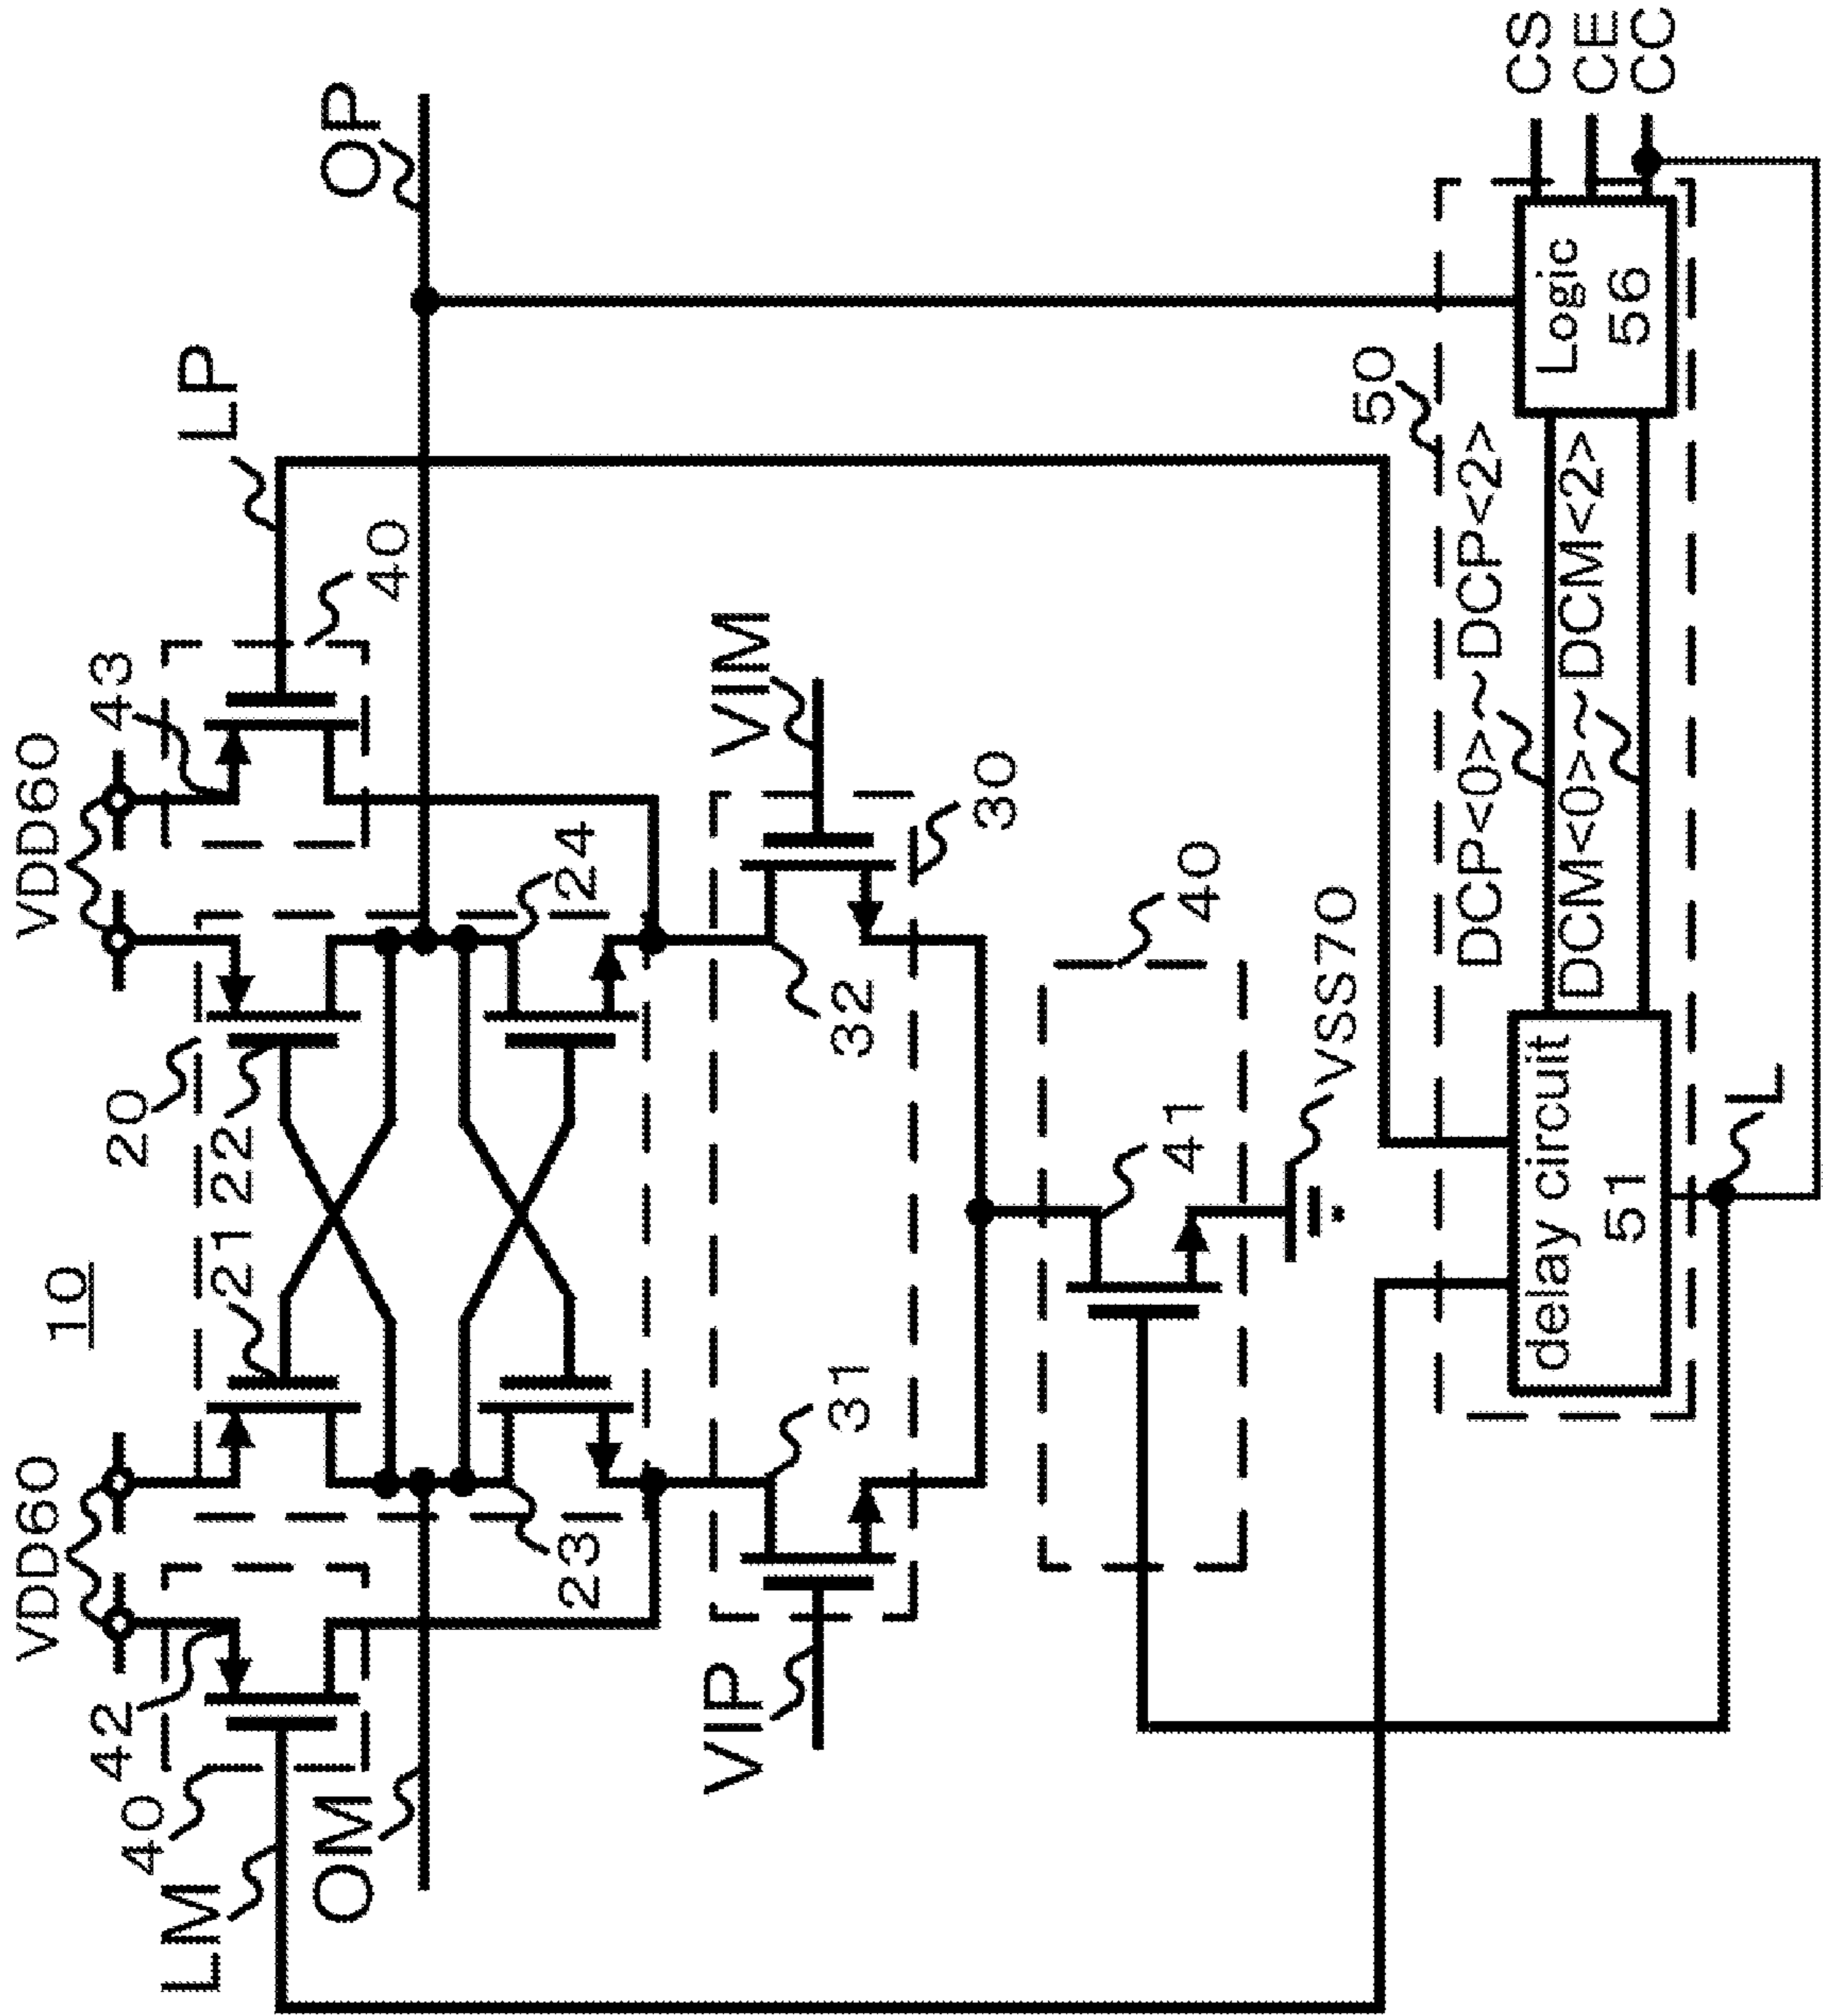 10
VDD60
VDD60
42
43
40
LM
OM
21
22
20
40
LP
OP
23
24
VIP
31
32
30
VIM
40
41
VSS70
50
DCP<0>~DCP<2>
DCM<0>~DCM<2>
delay circuit
51
L
Logic
56
CS
CE
CC